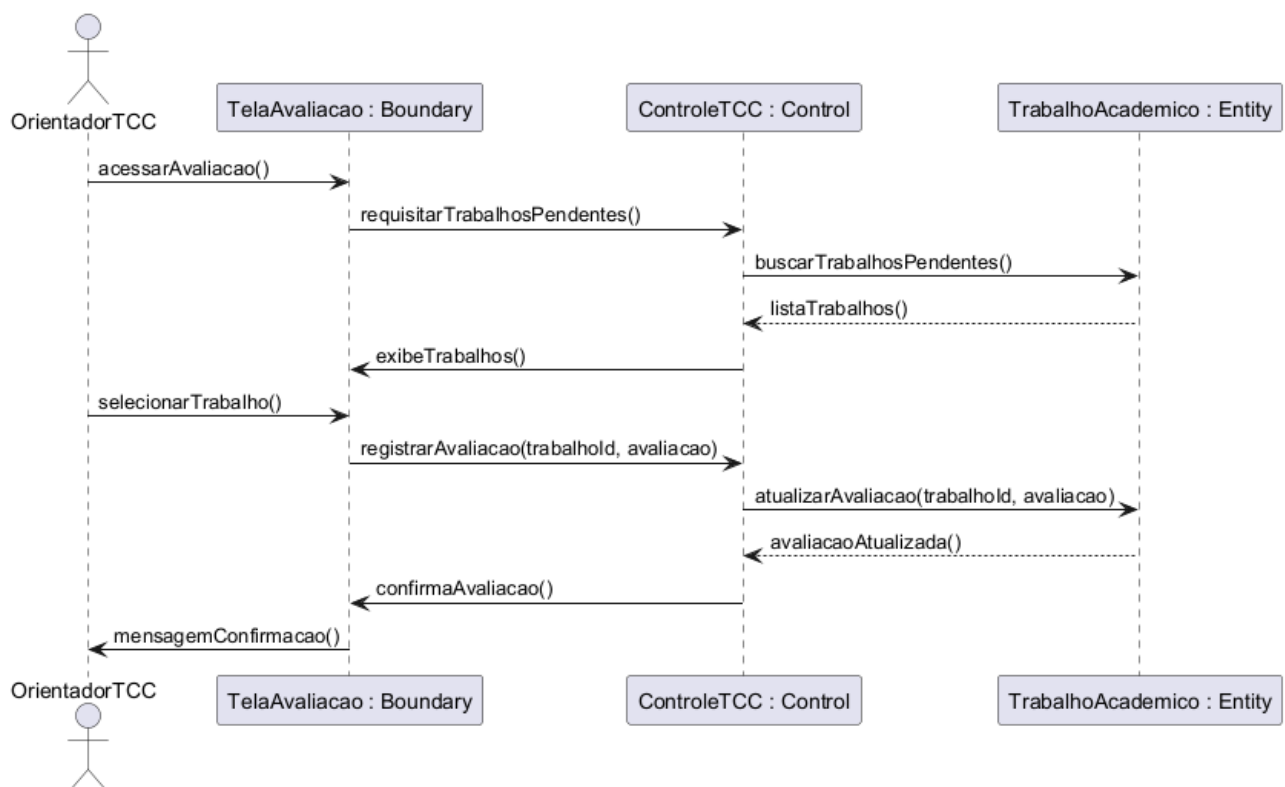 OrientadorTCC
TelaAvaliacao : Boundary
ControleTCC : Control
TrabalhoAcademico : Entity
acessarAvaliacao()
requisitarTrabalhosPendentes()
buscarTrabalhosPendentes()
listaTrabalhos()
exibeTrabalhos()
selecionarTrabalho()
registrarAvaliacao(trabalhoId, avaliacao)
atualizarAvaliacao(trabalhoId, avaliacao)
avaliacaoAtualizada()
confirmaAvaliacao()
mensagemConfirmacao()
OrientadorTCC
TelaAvaliacao : Boundary
ControleTCC : Control
TrabalhoAcademico : Entity